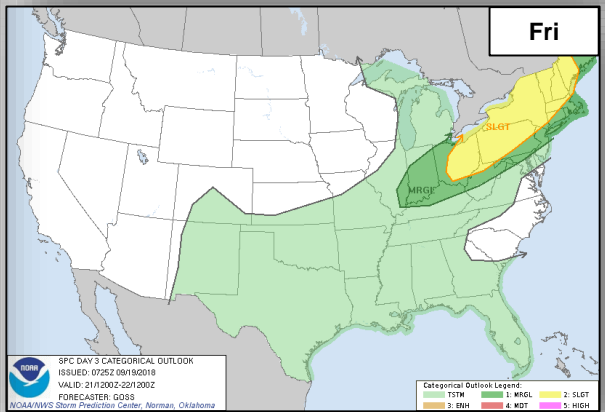 Fri
SLGT
MRGL
SPC DAY 3 CATEGORICAL OUTLOOK
ISSUED: 0725Z 09/19/2018
VALID: 21/1200Z-22/1200Z
FORECASTER: GOSS
NOAA/NWS Storm Prediction Center, Norman, Oklahoma
NOAA
Categorical Outlook Legend:
TSTM 1: MRGL 2: SLGT
3: ENH 4: MDT 5: HIGH